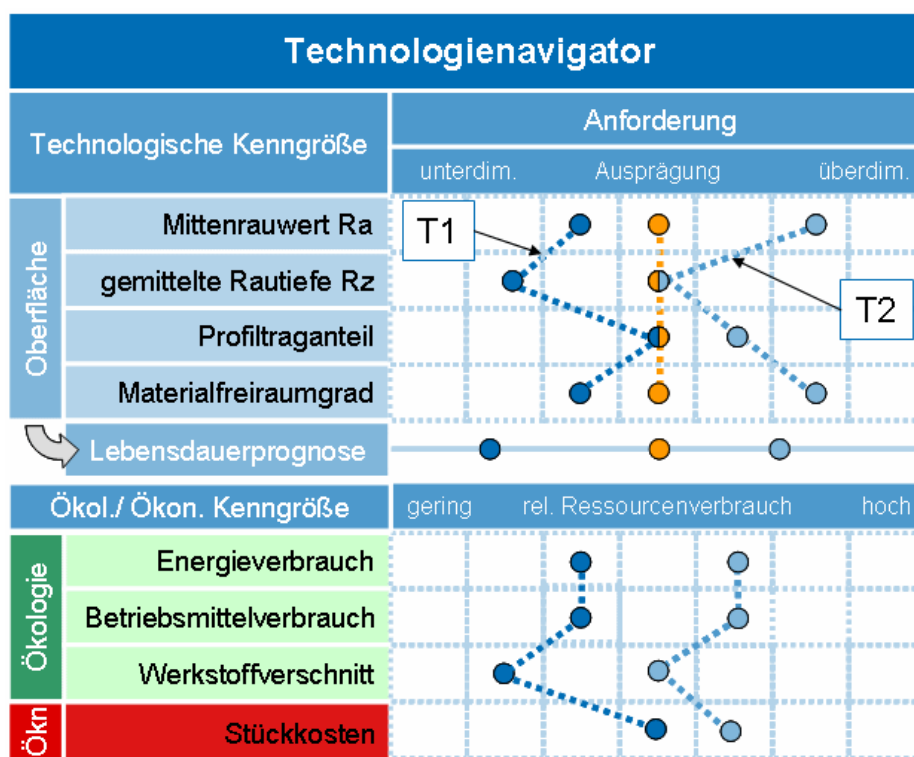 Technologienavigator
Technologische Kenngröße
Anforderung
unterdim. Ausprägung überdim.
Oberfläche
Mittenrauwert Ra
T1
gemittelte Rautiefe Rz
T2
Profiltraganteil
Materialfreiraumgrad
Lebensdauerprognose
Ökol./ Ökon. Kenngröße
gering rel. Ressourcenverbrauch hoch
Ökologie
Energieverbrauch
Betriebsmittelverbrauch
Werkstoffverschnitt
Ökn
Stückkosten